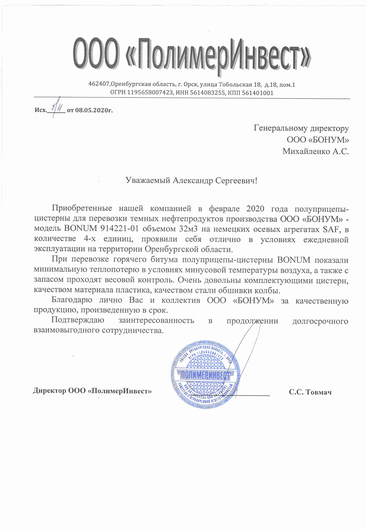 ООО «ПолимерИнвест»
462407,Оренбургская область, г. Орск, улица Тобольская 18, д.18, пом.1
ОГРН 1195658007423, ИНН 5614083255, КПП 561401001
Исх. от 08.05.2020г.
Генеральному директору
ООО «БОНУМ»
Михайленко А.С.
Уважаемый Александр Сергеевич!
Приобретенные нашей компанией в феврале 2020 года полуприцепы-
цистерны для перевозки темных нефтепродуктов производства ООО «БОНУМ» -
модель BONUM 914221-01 объемом 32м3 на немецких осевых агрегатах SAF, в
количестве 4-х единиц, проявили себя отлично в условиях ежедневной
эксплуатации на территории Оренбургской области.
При перевозке горячего битума полуприцепы-цистерны BONUM показали
минимальную теплопотерю в условиях минусовой температуры воздуха, а также с
запасом проходят весовой контроль. Очень довольны комплектующими цистерн,
качеством материала пластика, качеством стали обшивки колбы.
Благодарю лично Вас и коллектив ООО «БОНУМ» за качественную
продукцию, произведенную в срок.
Подтверждаю заинтересованность в продолжении долгосрочного
взаимовыгодного сотрудничества.
"ПОЛИМЕРИНВЕСТ"
Директор ООО «ПолимерИнвест» С.С. Товмач